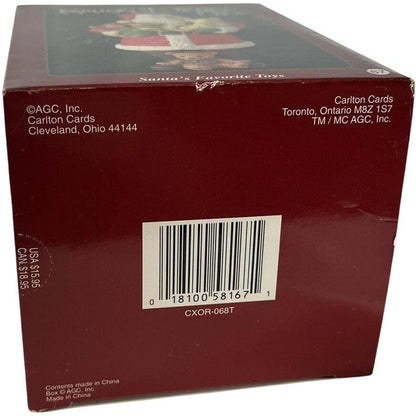 Santa's Favorite Toys
©AGC, Inc.
Carlton Cards
Cleveland, Ohio 44144
Carlton Cards
Toronto, Ontario M8Z 1S7
TM / MC AGC, Inc.
USA $15.95
CAN.$18.95
0 18100 58167 1
CXOR-068T
Contents made in China
Box © AGC, Inc.
Made in China